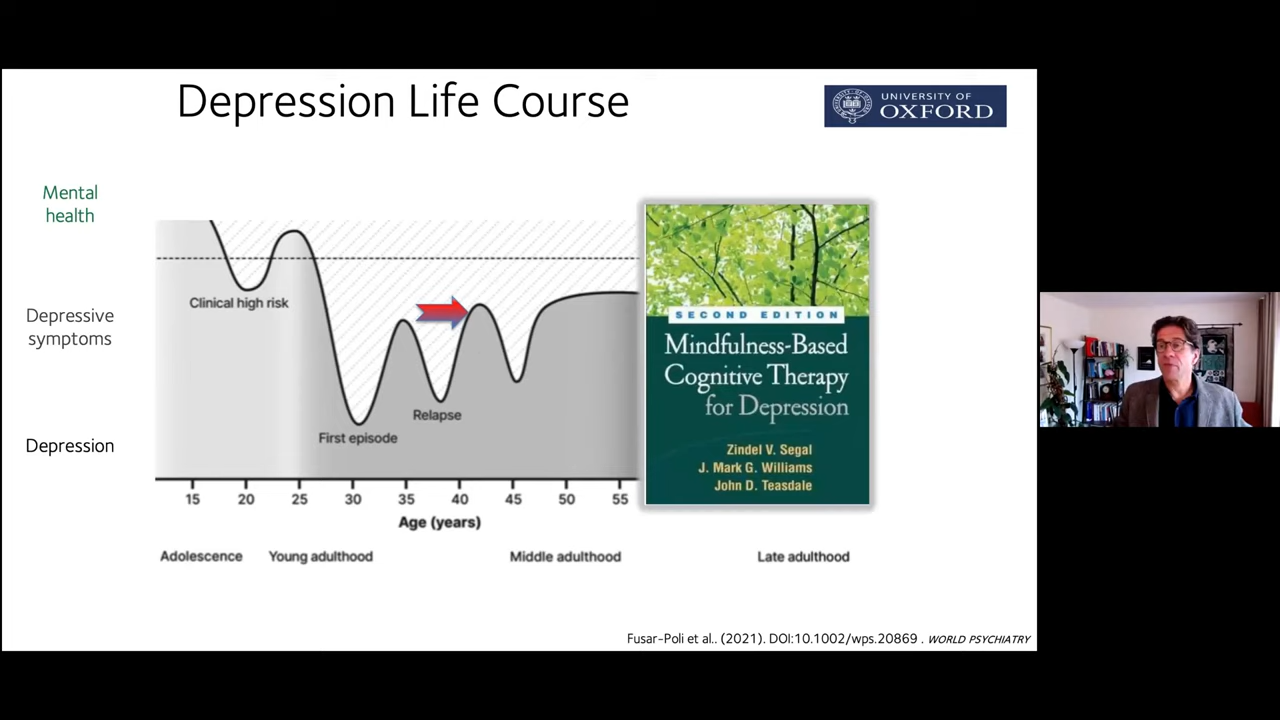 Depression Life Course
UNIVERSITY OF
OXFORD
Mental
health
Depressive
symptoms
Depression
Clinical high risk
First episode
Relapse
15 20 25 30 35 40 45 50 55
Age (years)
Adolescence Young adulthood Middle adulthood Late adulthood
SECOND EDITION
Mindfulness-Based
Cognitive Therapy
for Depression
Zindel V. Segal
J. Mark G. Williams
John D. Teasdale
Fusar-Poli et al.. (2021). DOI:10.1002/wps.20869 . WORLD PSYCHIATRY